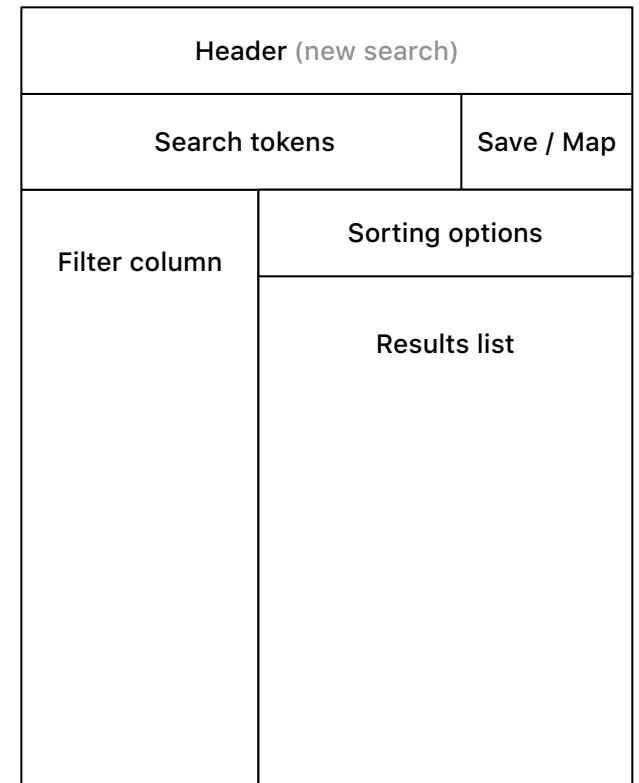 Header (new search)
Search tokens
Save / Map
Filter column
Sorting options
Results list